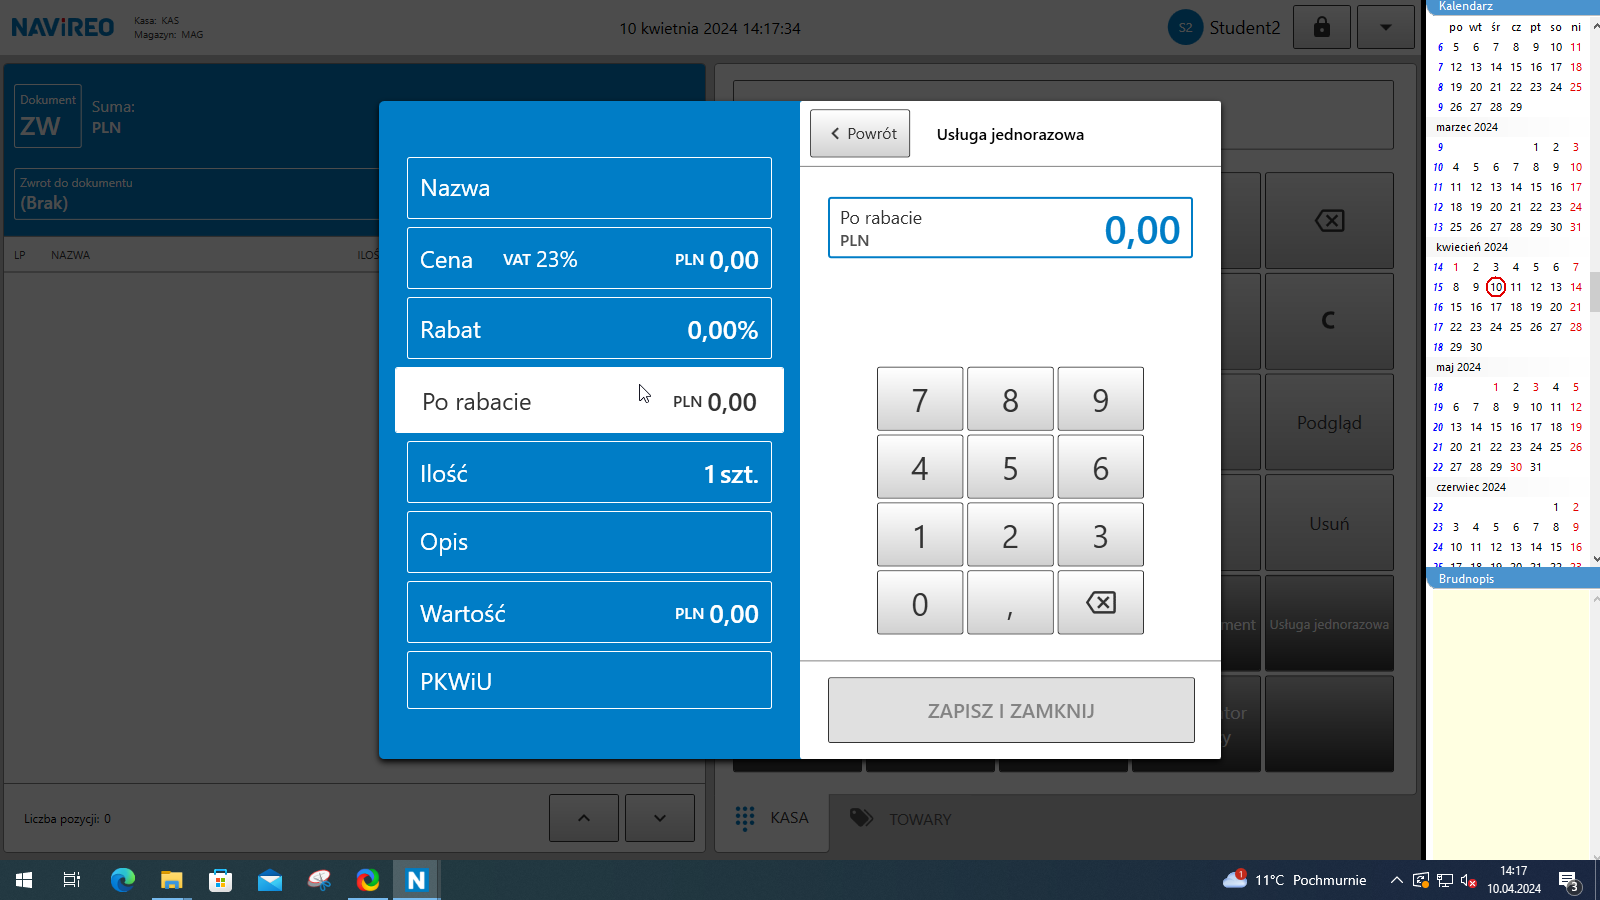 NAViREO
Kasa: KAS
Magazyn: MAG
10 kwietnia 2024 14:17:34
S2 Student2
Dokument
ZW
Suma:
PLN
Zwrot do dokumentu
(Brak)
LP NAZWA
Liczba pozycji: 0
Nazwa
Cena VAT 23% PLN 0,00
Rabat 0,00%
Po rabacie PLN 0,00
Ilość 1 szt.
Opis
Wartość PLN 0,00
PKWiU
Powrót
Usługa jednorazowa
Po rabacie
PLN
0,00
7 8 9
4 5 6
1 2 3
0 ,
ZAPISZ I ZAMKNIJ
C
Podgląd
Usuń
Usługa jednorazowa
KASA
TOWARY
Kalendarz
po wt śr cz pt so ni
6 5 6 7 8 9 10 11
7 12 13 14 15 16 17 18
8 19 20 21 22 23 24 25
9 26 27 28 29
marzec 2024
9 1 2 3
10 4 5 6 7 8 9 10
11 11 12 13 14 15 16 17
12 18 19 20 21 22 23 24
13 25 26 27 28 29 30 31
kwiecień 2024
14 1 2 3 4 5 6 7
15 8 9 10 11 12 13 14
16 15 16 17 18 19 20 21
17 22 23 24 25 26 27 28
18 29 30
maj 2024
18 1 2 3 4 5
19 6 7 8 9 10 11 12
20 13 14 15 16 17 18 19
21 20 21 22 23 24 25 26
22 27 28 29 30 31
czerwiec 2024
22 1 2
23 3 4 5 6 7 8 9
24 10 11 12 13 14 15 16
Brudnopis
1
11°C Pochmurnie
14:17
10.04.2024
3